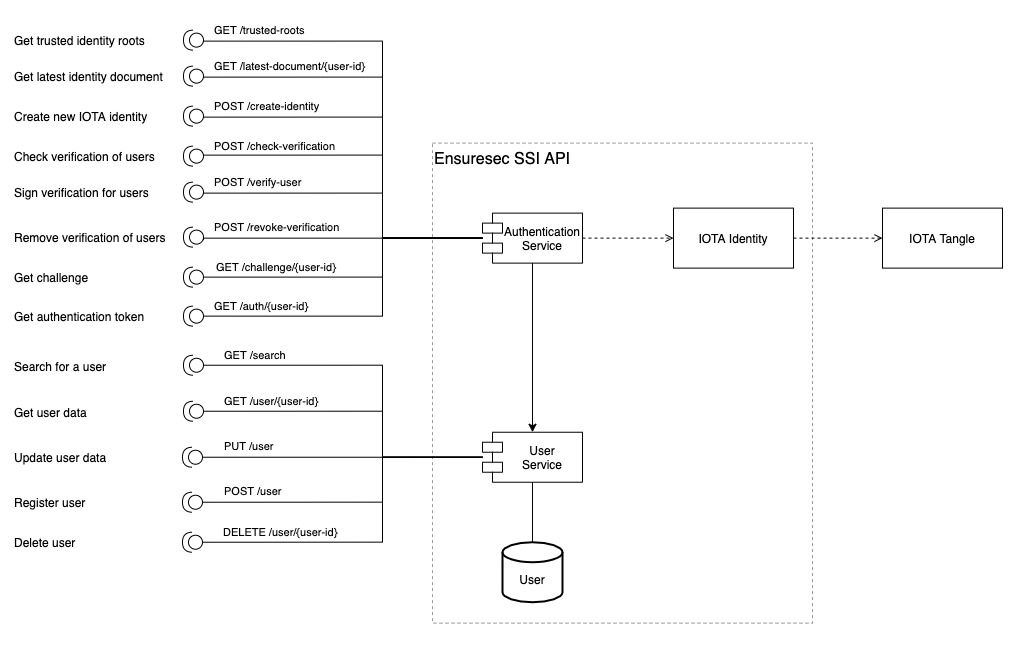 Get trusted identity roots
GET /trusted-roots
Get latest identity document
GET /latest-document/{user-id}
Create new IOTA identity
POST /create-identity
Check verification of users
POST /check-verification
Sign verification for users
POST /verify-user
Remove verification of users
POST /revoke-verification
Get challenge
GET /challenge/{user-id}
Get authentication token
GET /auth/{user-id}
Search for a user
GET /search
Get user data
GET /user/{user-id}
Update user data
PUT /user
Register user
POST /user
Delete user
DELETE /user/{user-id}
Ensuresec SSI API
Authentication
Service
IOTA Identity
IOTA Tangle
User
Service
User